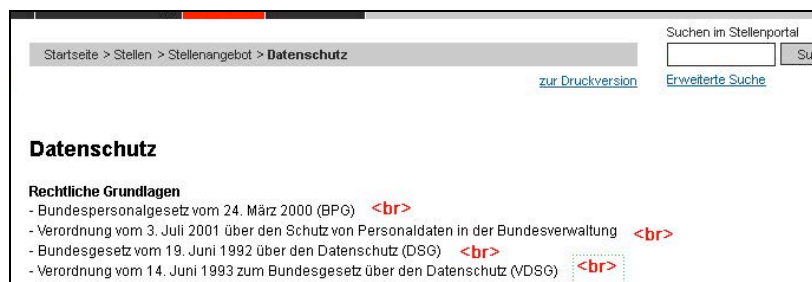 Suchen im Stellenportal
Startseite > Stellen > Stellenangebot > Datenschutz
Su
zur Druckversion
Erweiterte Suche
Datenschutz
Rechtliche Grundlagen
- Bundespersonalgesetz vom 24. März 2000 (BPG) <br>
- Verordnung vom 3. Juli 2001 über den Schutz von Personaldaten in der Bundesverwaltung <br>
- Bundesgesetz vom 19. Juni 1992 über den Datenschutz (DSG) <br>
- Verordnung vom 14. Juni 1993 zum Bundesgesetz über den Datenschutz (VDSG) <br>